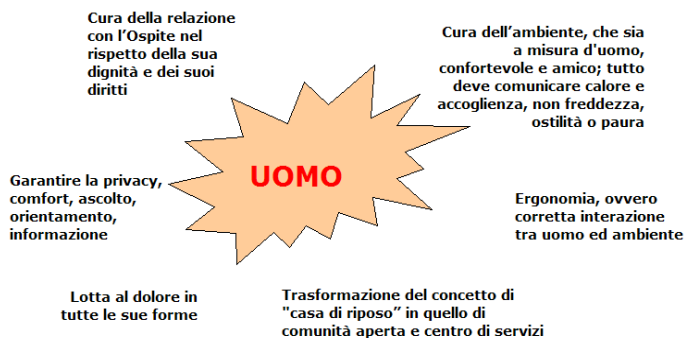 Cura della relazione
con l’Ospite nel
rispetto della sua
dignità e dei suoi
diritti
Cura dell’ambiente, che sia
a misura d'uomo,
confortevole e amico; tutto
deve comunicare calore e
accoglienza, non freddezza,
ostilità o paura
UOMO
Garantire la privacy,
comfort, ascolto,
orientamento,
informazione
Ergonomia, ovvero
corretta interazione
tra uomo ed ambiente
Lotta al dolore in
tutte le sue forme
Trasformazione del concetto di
"casa di riposo” in quello di
comunità aperta e centro di servizi